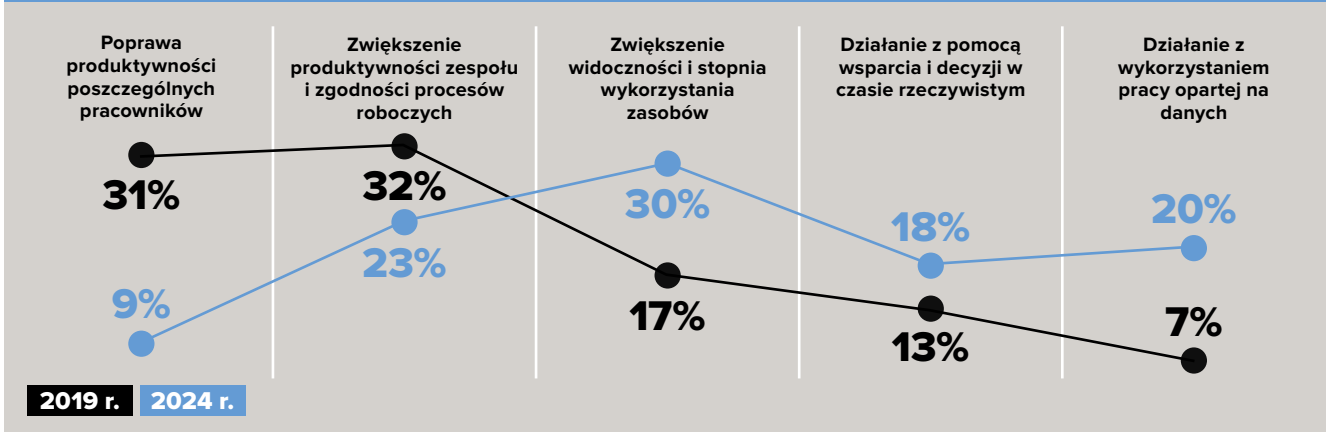 Poprawa
produktywności
poszczególnych
pracowników
31%
9%
Zwiększenie
produktywności zespołu
i zgodności procesów
roboczych
32%
23%
Zwiększenie
widoczności i stopnia
wykorzystania
zasobów
30%
17%
Działanie z pomocą
wsparcia i decyzji w
czasie rzeczywistym
18%
13%
Działanie z
wykorzystaniem
pracy opartej na
danych
20%
7%
2019 r.
2024 r.